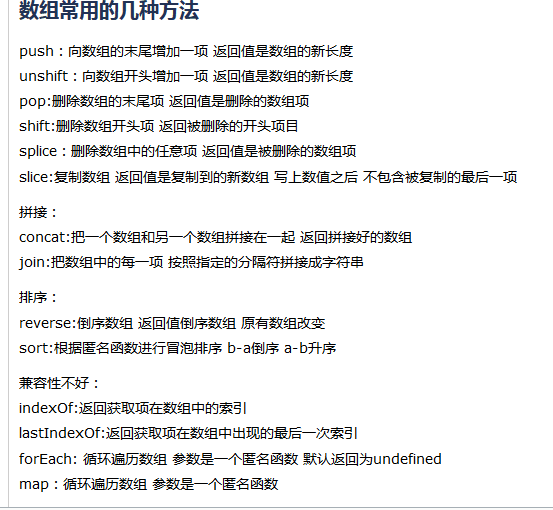 数组常用的几种方法
push：向数组的末尾增加一项 返回值是数组的新长度
unshift：向数组开头增加一项 返回值是数组的新长度
pop:删除数组的末尾项 返回值是删除的数组项
shift:删除数组开头项 返回被删除的开头项目
splice：删除数组中的任意项 返回值是被删除的数组项
slice:复制数组 返回值是复制到的新数组 写上数值之后 不包含被复制的最后一项
拼接：
concat:把一个数组和另一个数组拼接在一起 返回拼接好的数组
join:把数组中的每一项 按照指定的分隔符拼接成字符串
排序：
reverse:倒序数组 返回值倒序数组 原有数组改变
sort:根据匿名函数进行冒泡排序 b-a倒序 a-b升序
兼容性不好：
indexOf:返回获取项在数组中的索引
lastIndexOf:返回获取项在数组中出现的最后一次索引
forEach: 循环遍历数组 参数是一个匿名函数 默认返回为undefined
map：循环遍历数组 参数是一个匿名函数